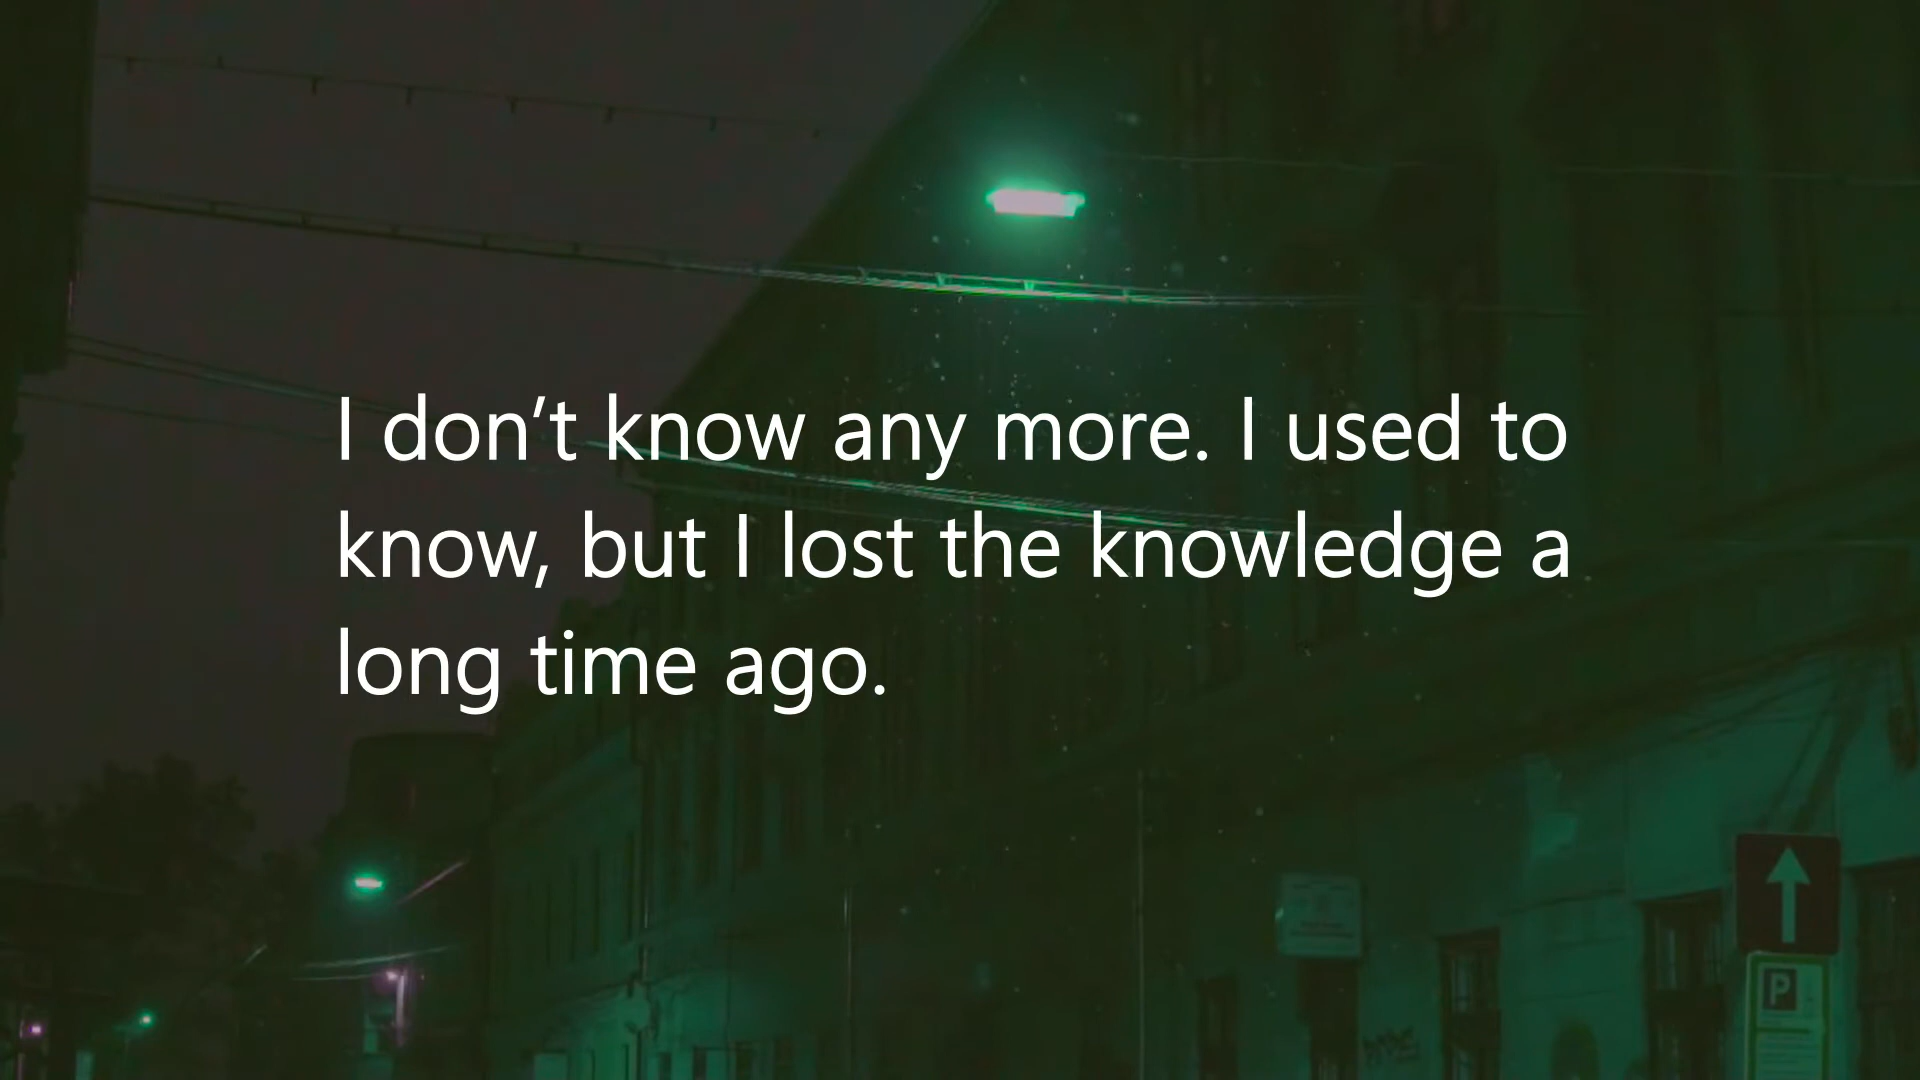 I don’t know any more. I used to
know, but I lost the knowledge a
long time ago.
P